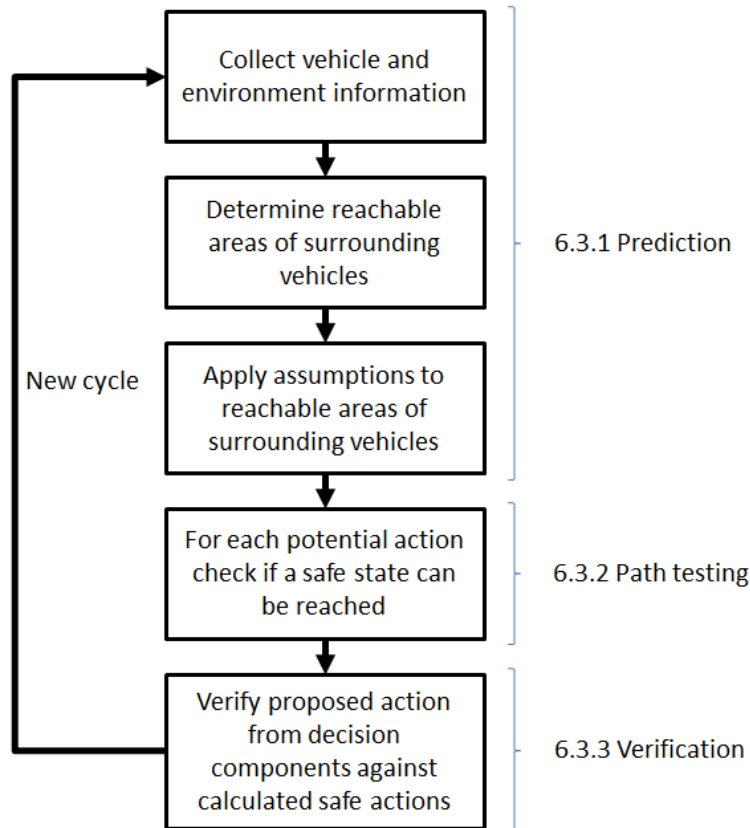 Collect vehicle and
environment information
Determine reachable
areas of surrounding
vehicles
6.3.1 Prediction
New cycle
Apply assumptions to
reachable areas of
surrounding vehicles
For each potential action
check if a safe state can
be reached
6.3.2 Path testing
Verify proposed action
from decision
components against
calculated safe actions
6.3.3 Verification